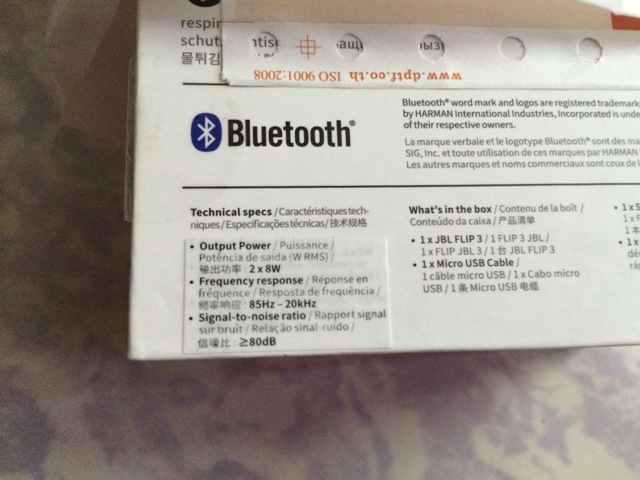 respir
schut
물튀김
ISO 9001:2008
www.dptf.co.th
Bluetooth®
Bluetooth® word mark and logos are registered trademark
by HARMAN International Industries, Incorporated is unde
of their respective owners.
La marque verbale et le logotype Bluetooth® sont des ma
SIG, Inc. et toute utilisation de ces marques par HARMAN
Les autres marques et noms commerciaux sont ceux de l
Technical specs / Caractéristiques tech-
niques / Especificações técnicas / 技术规格
• Output Power / Puissance /
Potência de saída (W RMS) /
输出功率 : 2 x 8W
• Frequency response / Réponse en
fréquence / Resposta de frequência /
频率响应 : 85Hz – 20kHz
• Signal-to-noise ratio / Rapport signal
sur bruit / Relação sinal-ruído /
信噪比 : ≥80dB
What's in the box / Contenu de la boît /
Conteúdo da caixa / 产品清单
• 1 x JBL FLIP 3 / 1 FLIP 3 JBL /
1 x FLIP JBL 3 / 1 台 JBL FLIP 3
• 1 x Micro USB Cable /
1 câble micro USB / 1 x Cabo micro
USB / 1 条 Micro USB 电缆
• 1 x S
1
1 本
• 1 x
dé
rá